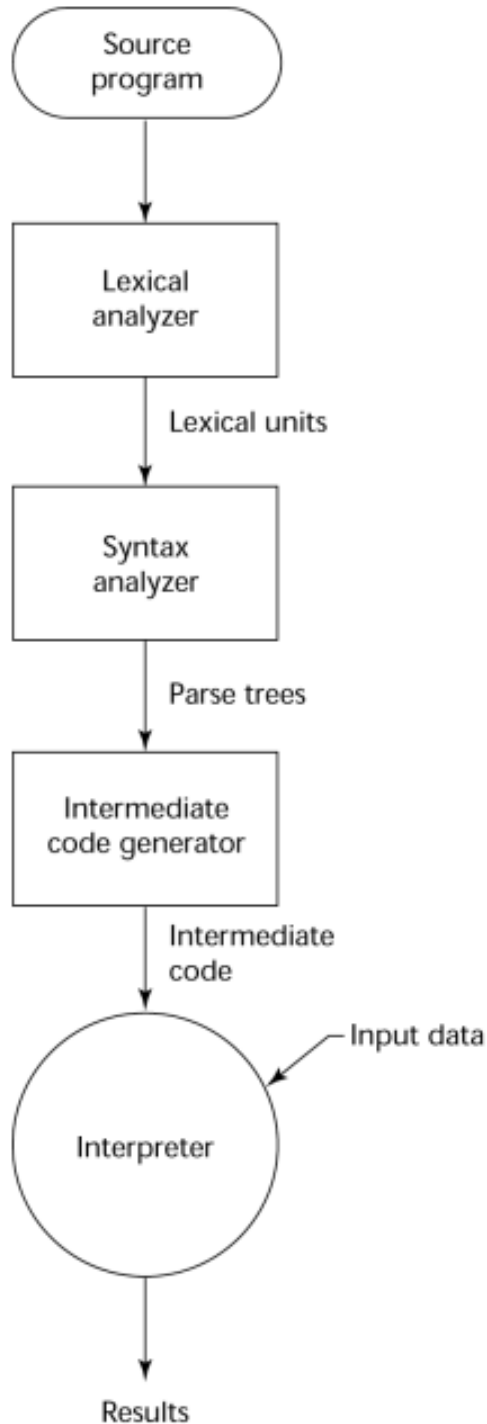 Source
program
Lexical
analyzer
Lexical units
Syntax
analyzer
Parse trees
Intermediate
code generator
Intermediate
code
Input data
Interpreter
Results